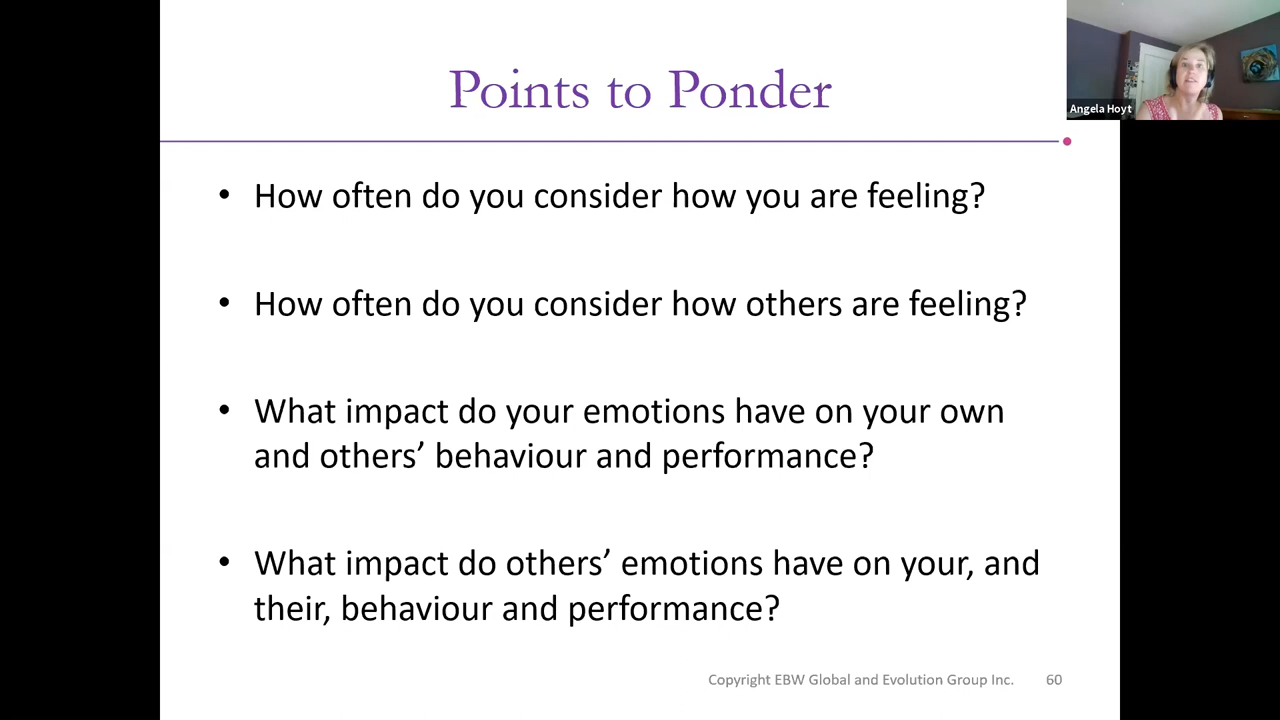 Points to Ponder
Angela Hoyt
• How often do you consider how you are feeling?
• How often do you consider how others are feeling?
• What impact do your emotions have on your own
and others’ behaviour and performance?
• What impact do others’ emotions have on your, and
their, behaviour and performance?
Copyright EBW Global and Evolution Group Inc. 60